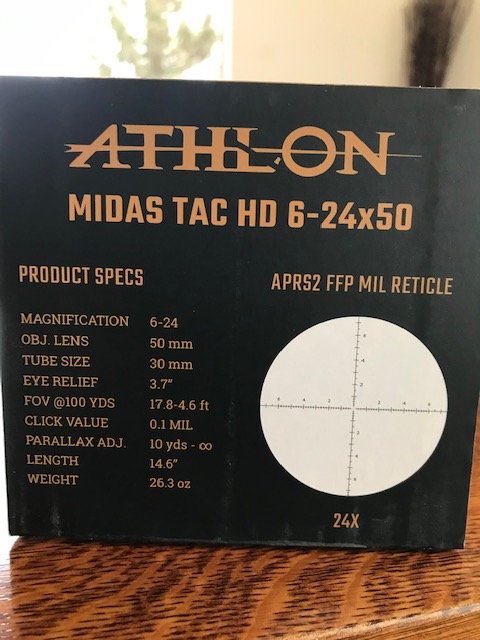 ATHLON
MIDAS TAC HD 6-24x50
PRODUCT SPECS
MAGNIFICATION 6-24
OBJ. LENS 50 mm
TUBE SIZE 30 mm
EYE RELIEF 3.7"
FOV @100 YDS 17.8-4.6 ft
CLICK VALUE 0.1 MIL
PARALLAX ADJ. 10 yds - ∞
LENGTH 14.6"
WEIGHT 26.3 oz
APRS2 FFP MIL RETICLE
24X